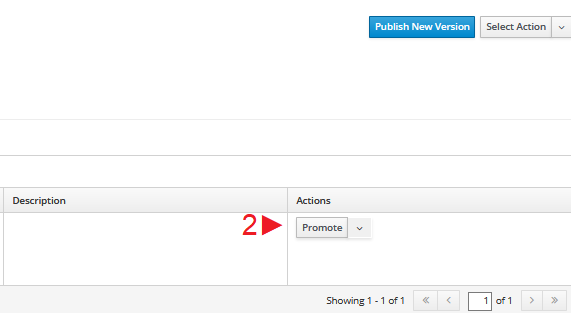 Publish New Version Select Action
Description Actions
2 Promote
Showing 1 - 1 of 1 1 of 1